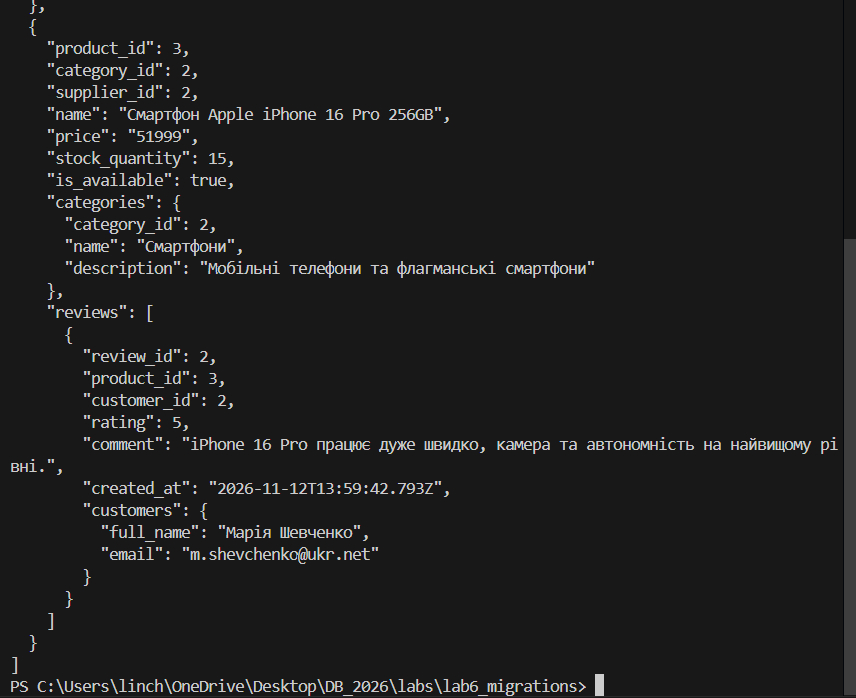 },
  {
    "product_id": 3,
    "category_id": 2,
    "supplier_id": 2,
    "name": "Смартфон Apple iPhone 16 Pro 256GB",
    "price": "51999",
    "stock_quantity": 15,
    "is_available": true,
    "categories": {
      "category_id": 2,
      "name": "Смартфони",
      "description": "Мобільні телефони та флагманські смартфони"
    },
    "reviews": [
      {
        "review_id": 2,
        "product_id": 3,
        "customer_id": 2,
        "rating": 5,
        "comment": "iPhone 16 Pro працює дуже швидко, камера та автономність на найвищому рі
вні.",
        "created_at": "2026-11-12T13:59:42.793Z",
        "customers": {
          "full_name": "Марія Шевченко",
          "email": "m.shevchenko@ukr.net"
        }
      }
    ]
  }
]
PS C:\Users\linch\OneDrive\Desktop\DB_2026\labs\lab6_migrations>